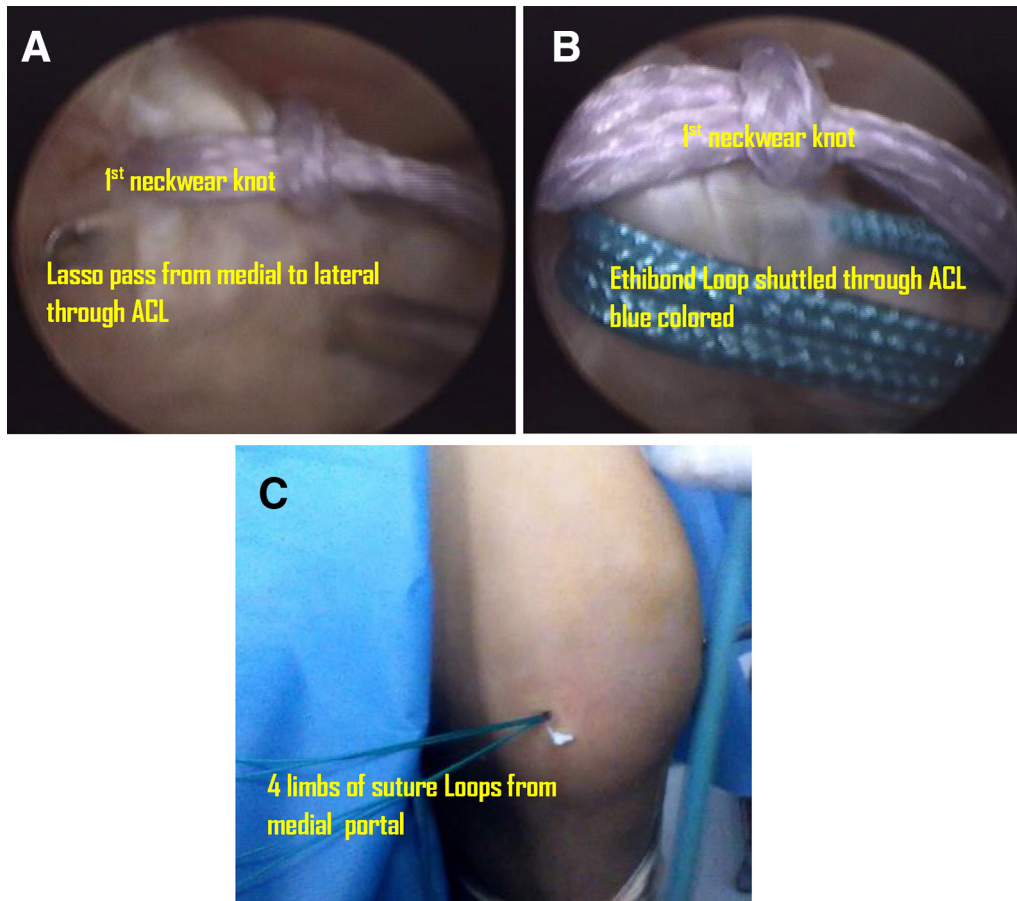 A
1st neckwear knot
Lasso pass from medial to lateral
through ACL
B
1st neckwear knot
Ethibond Loop shuttled through ACL
blue colored
C
4 limbs of suture Loops from
medial portal